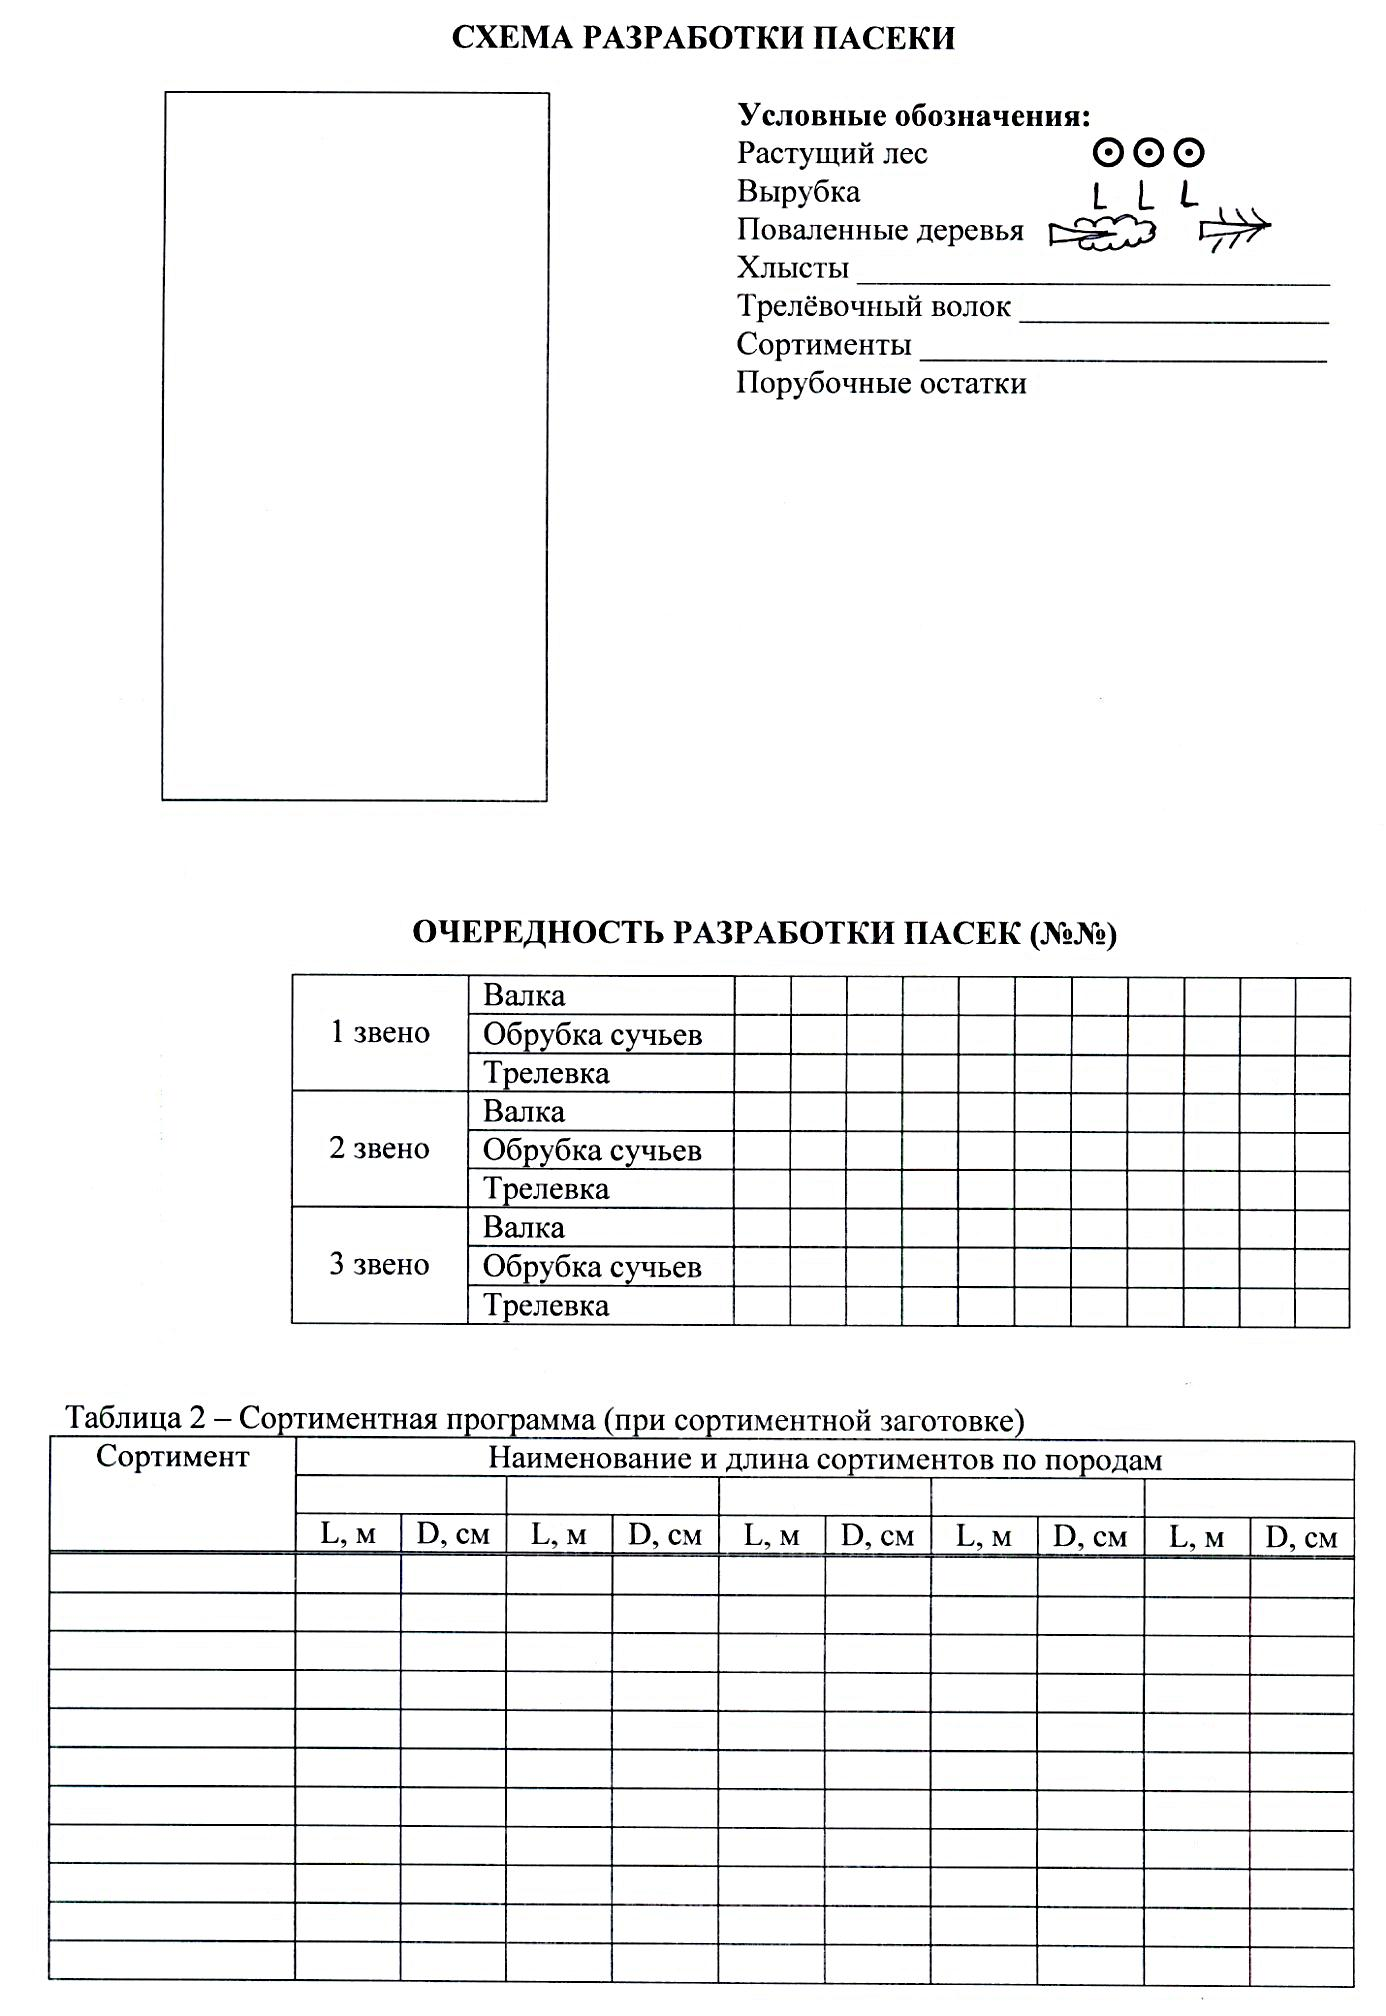 СХЕМА РАЗРАБОТКИ ПАСЕКИ
Условные обозначения:
Растущий лес
Вырубка L L L
Поваленные деревья
Хлысты
Трелёвочный волок
Сортименты
Порубочные остатки
ОЧЕРЕДНОСТЬ РАЗРАБОТКИ ПАСЕК (№№)
Валка
1 звено Обрубка сучьев
Трелевка
Валка
2 звено Обрубка сучьев
Трелевка
Валка
3 звено Обрубка сучьев
Трелевка
Таблица 2 – Сортиментная программа (при сортиментной заготовке)
Сортимент Наименование и длина сортиментов по породам
L, м D, см L, м D, см L, м D, см L, м D, см L, м D, см